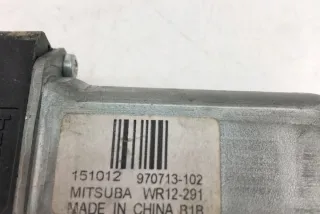 151012 970713-102
MITSUBA WR12-291
MADE IN CHINA B1B